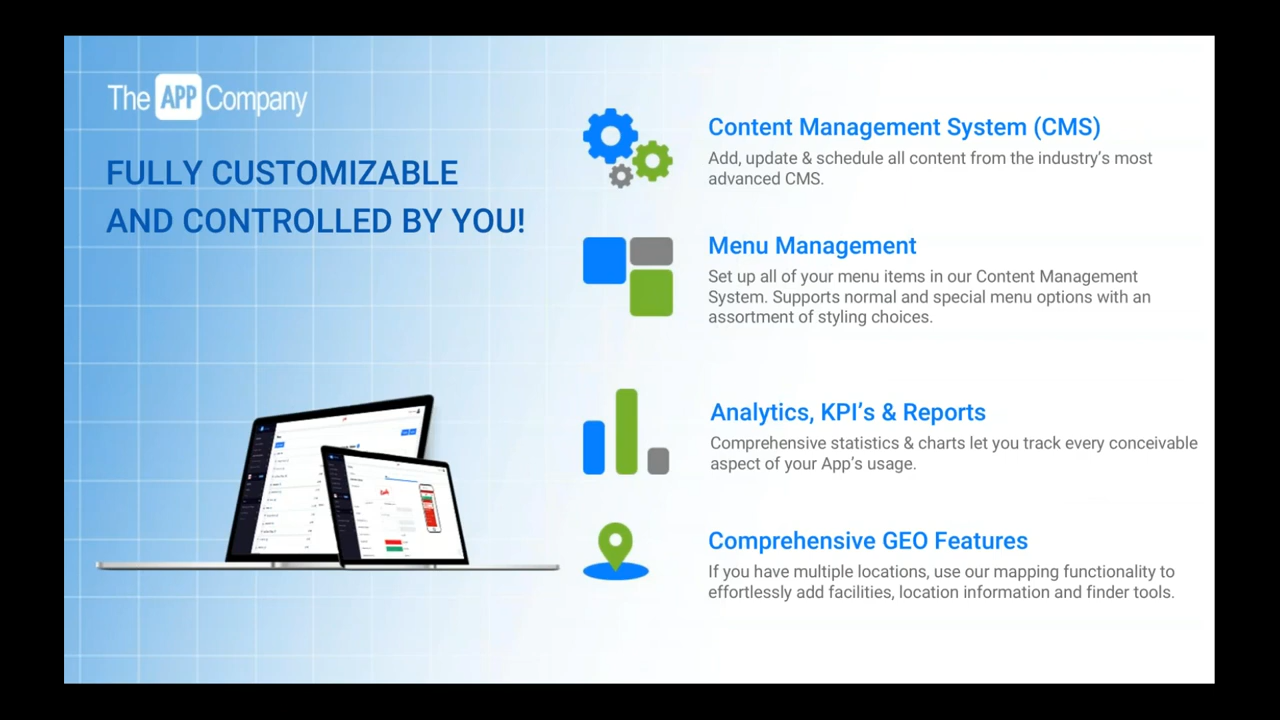 The APP Company
FULLY CUSTOMIZABLE
AND CONTROLLED BY YOU!
Content Management System (CMS)
Add, update & schedule all content from the industry’s most
advanced CMS.
Menu Management
Set up all of your menu items in our Content Management
System. Supports normal and special menu options with an
assortment of styling choices.
Analytics, KPI’s & Reports
Comprehensive statistics & charts let you track every conceivable
aspect of your App’s usage.
Comprehensive GEO Features
If you have multiple locations, use our mapping functionality to
effortlessly add facilities, location information and finder tools.